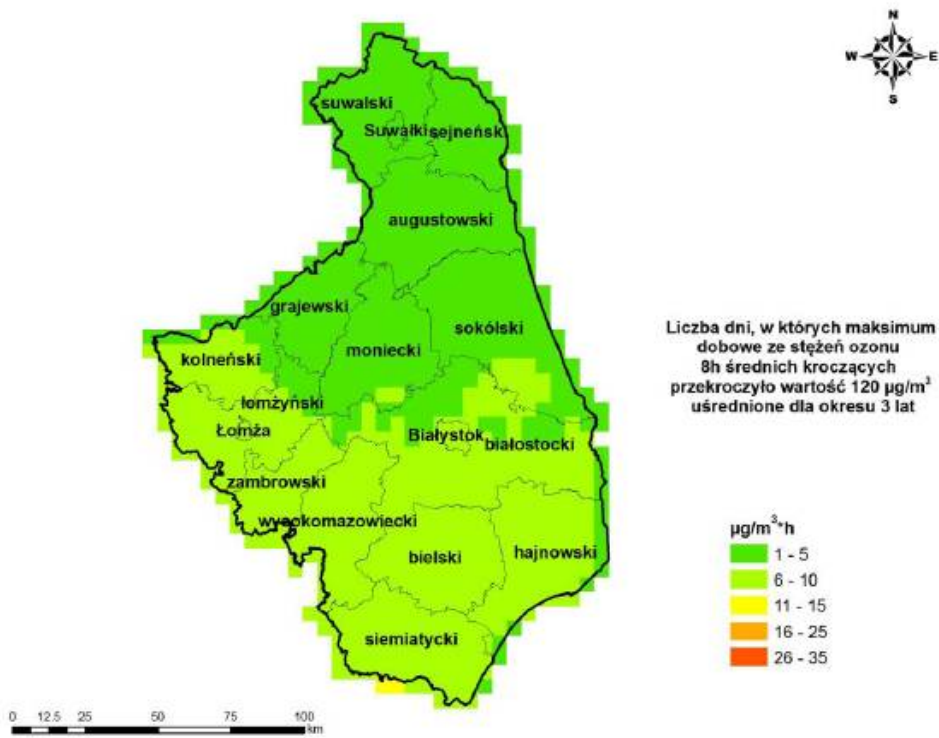 N
W E
S
suwalski
Suwałki sejneńsk
augustowski
grajewski
sokólski
moniecki
kolneński
łomżyński
Łomża
Białystok
białostocki
zambrowski
wysokomazowiecki
bielski
hajnowski
siemiatycki
Liczba dni, w których maksimum
dobowe ze stężeń ozonu
8h średnich kroczących
przekroczyło wartość 120 µg/m³
uśrednione dla okresu 3 lat
µg/m³*h
1 - 5
6 - 10
11 - 15
16 - 25
26 - 35
0 12.5 25 50 75 100
km